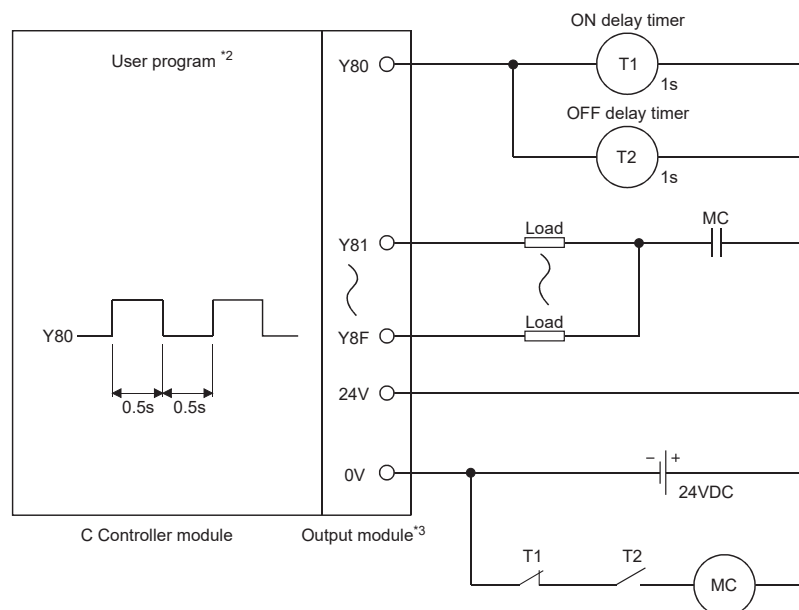 ON delay timer
User program *2
Y80
T1
1s
OFF delay timer
T2
1s
Y81
Load
MC
Y80
Y8F
Load
0.5s
0.5s
24V
0V
– +
24VDC
C Controller module
Output module*3
T1
T2
MC